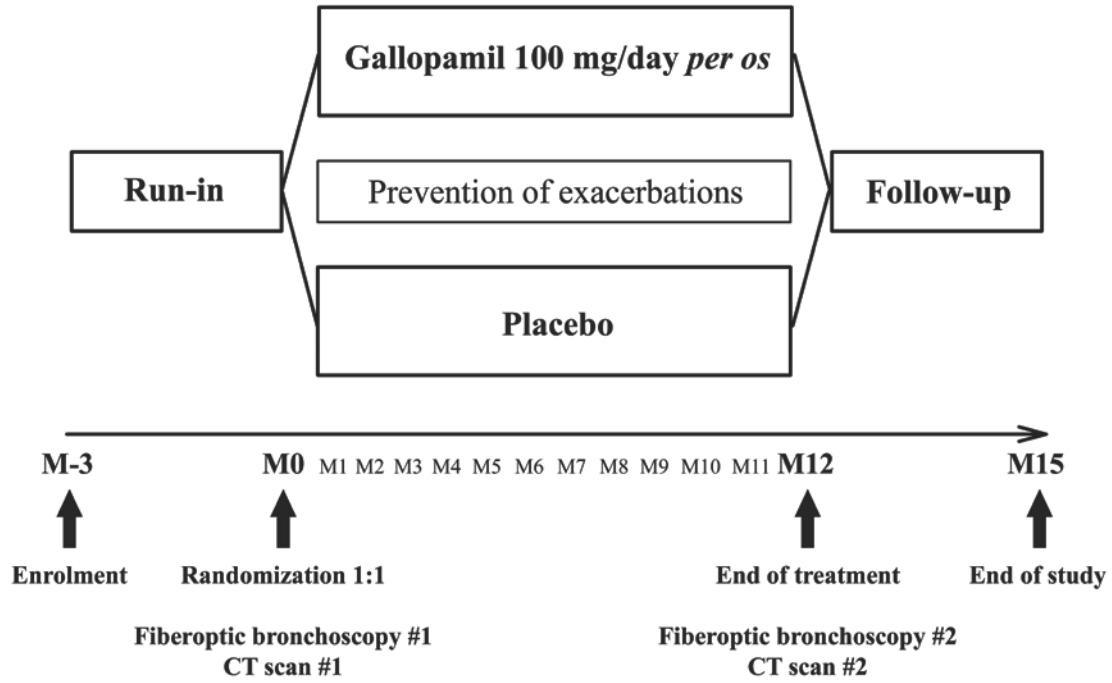 Gallopamil 100 mg/day per os
Run-in
Prevention of exacerbations
Follow-up
Placebo
M-3 M0 M1 M2 M3 M4 M5 M6 M7 M8 M9 M10 M11 M12 M15
Enrolment Randomization 1:1 End of treatment End of study
Fiberoptic bronchoscopy #1 Fiberoptic bronchoscopy #2
CT scan #1 CT scan #2